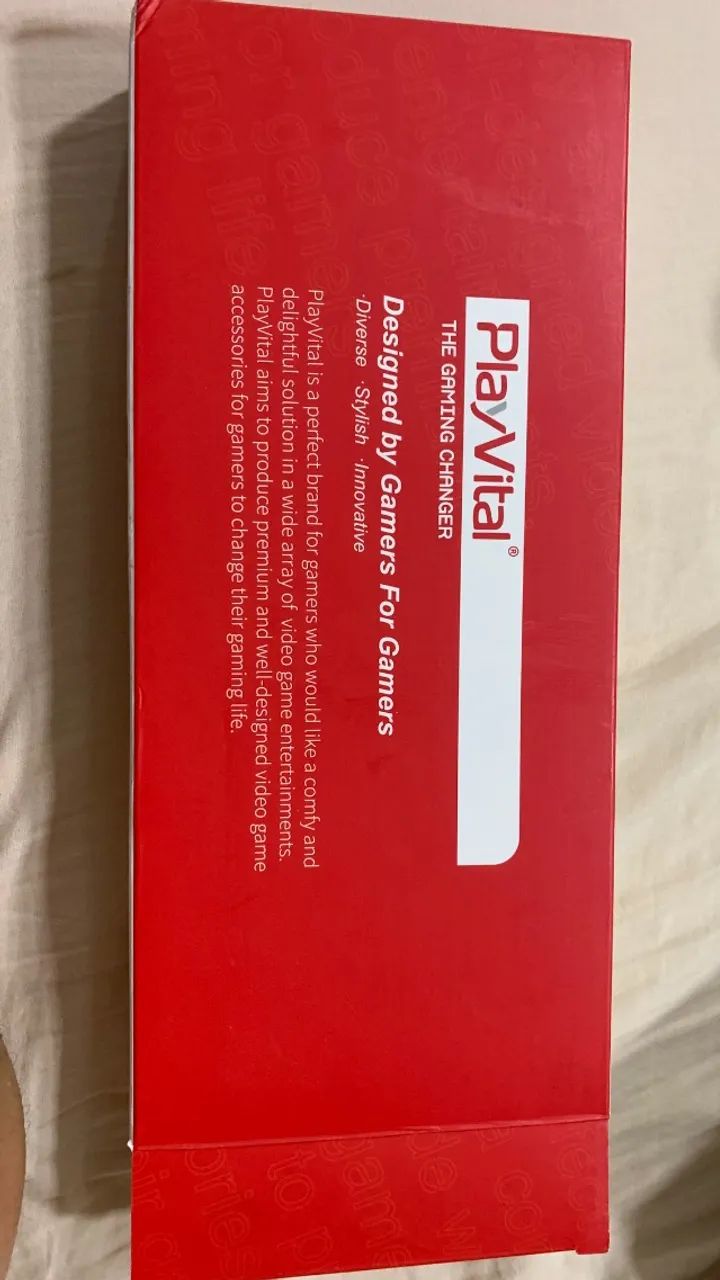 PlayVital®
THE GAMING CHANGER
Designed by Gamers For Gamers
·Diverse ·Stylish ·Innovative
PlayVital is a perfect brand for gamers who would like a comfy and
delightful solution in a wide array of video game entertainments.
PlayVital aims to produce premium and well-designed video game
accessories for gamers to change their gaming life.